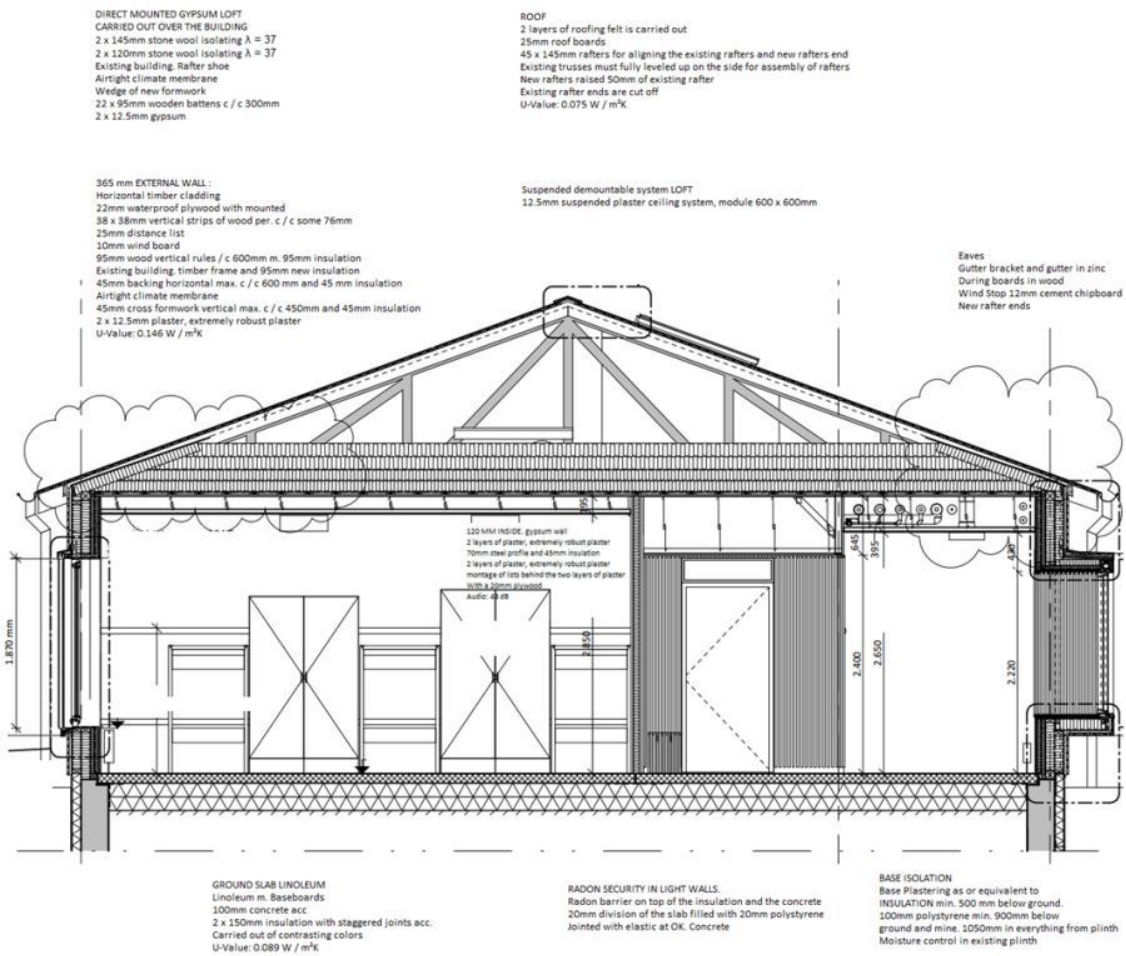 DIRECT MOUNTED GYPSUM LOFT
CARRIED OUT OVER THE BUILDING
2 x 145mm stone wool isolating λ = 37
2 x 120mm stone wool isolating λ = 37
Existing building. Rafter shoe
Airtight climate membrane
Wedge of new formwork
22 x 95mm wooden battens c / c 300mm
2 x 12.5mm gypsum
ROOF
2 layers of roofing felt is carried out
25mm roof boards
45 x 145mm rafters for aligning the existing rafters and new rafters end
Existing trusses must fully leveled up on the side for assembly of rafters
New rafters raised 50mm of existing rafter
Existing rafter ends are cut off
U-Value: 0.075 W / m²K
365 mm EXTERNAL WALL :
Horizontal timber cladding
22mm waterproof plywood with mounted
38 x 38mm vertical strips of wood per. c / c some 76mm
25mm distance list
10mm wind board
95mm wood vertical rules / c 600mm m. 95mm insulation
Existing building. timber frame and 95mm new insulation
45mm backing horizontal max. c / c 600 mm and 45 mm insulation
Airtight climate membrane
45mm cross formwork vertical max. c / c 450mm and 45mm insulation
2 x 12.5mm plaster, extremely robust plaster
U-Value: 0.146 W / m²K
Suspended demountable system LOFT
12.5mm suspended plaster ceiling system, module 600 x 600mm
Eaves
Gutter bracket and gutter in zinc
During boards in wood
Wind Stop 12mm cement chipboard
New rafter ends
120 MM INSIDE. gypsum wall
2 layers of plaster, extremely robust plaster
70mm steel profile and 45mm insulation
2 layers of plaster, extremely robust plaster
montage of lats behind the two layers of plaster
With a 20mm plywood
Audio: 48 dB
395
645
395
430
1.870 mm
2.850
2.400
2.650
2.220
GROUND SLAB LINOLEUM
Linoleum m. Baseboards
100mm concrete acc
2 x 150mm insulation with staggered joints acc.
Carried out of contrasting colors
U-Value: 0.089 W / m²K
RADON SECURITY IN LIGHT WALLS.
Radon barrier on top of the insulation and the concrete
20mm division of the slab filled with 20mm polystyrene
Jointed with elastic at OK. Concrete
BASE ISOLATION
Base Plastering as or equivalent to
INSULATION min. 500 mm below ground.
100mm polystyrene min. 900mm below
ground and mine. 1050mm in everything from plinth
Moisture control in existing plinth